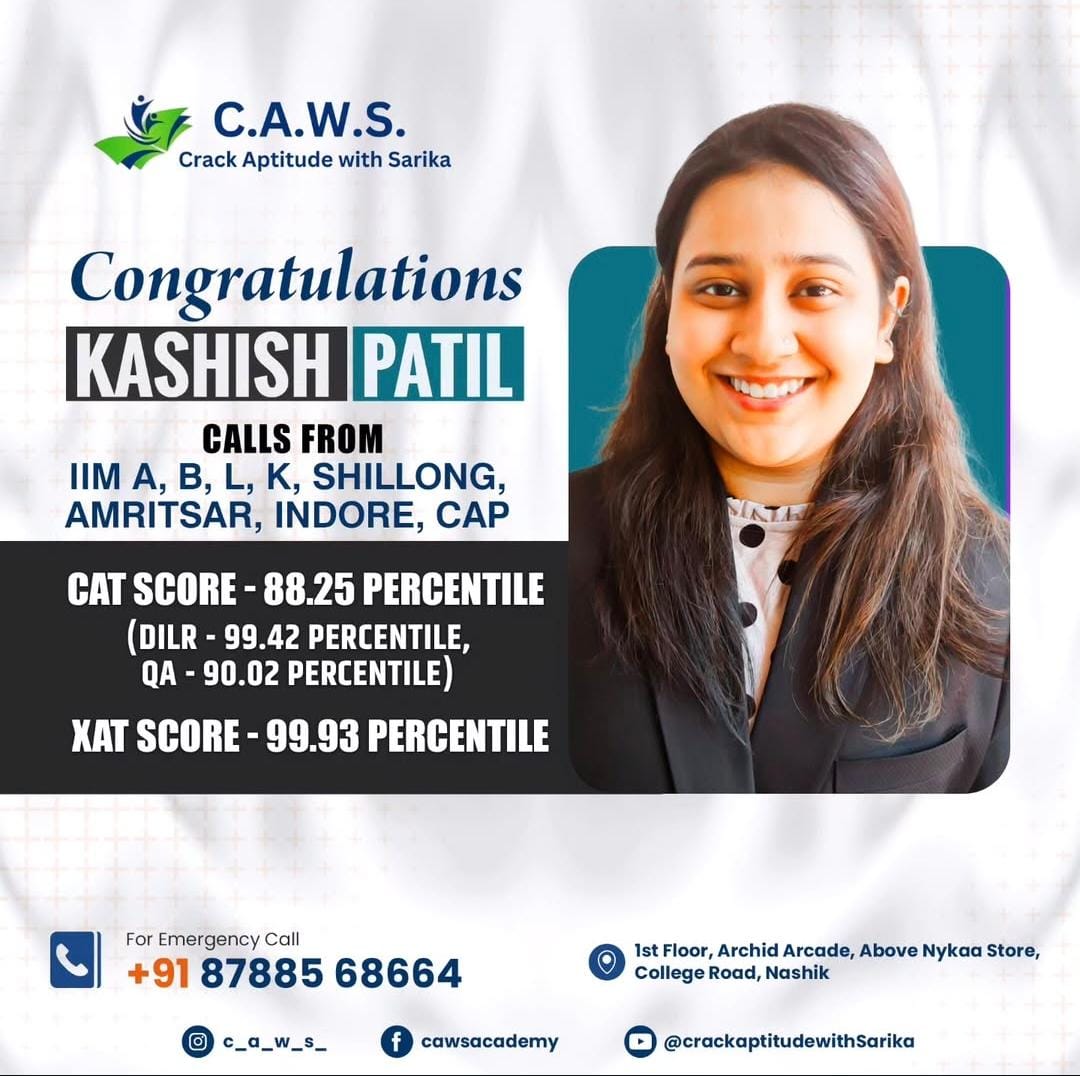 C.A.W.S.
Crack Aptitude with Sarika
Congratulations
KASHISH PATIL
CALLS FROM
IIM A, B, L, K, SHILLONG,
AMRITSAR, INDORE, CAP
CAT SCORE - 88.25 PERCENTILE
(DILR - 99.42 PERCENTILE,
QA - 90.02 PERCENTILE)
XAT SCORE - 99.93 PERCENTILE
For Emergency Call
+91 87885 68664
1st Floor, Archid Arcade, Above Nykaa Store,
College Road, Nashik
c_a_w_s_
cawsacademy
@crackaptitudewithSarika